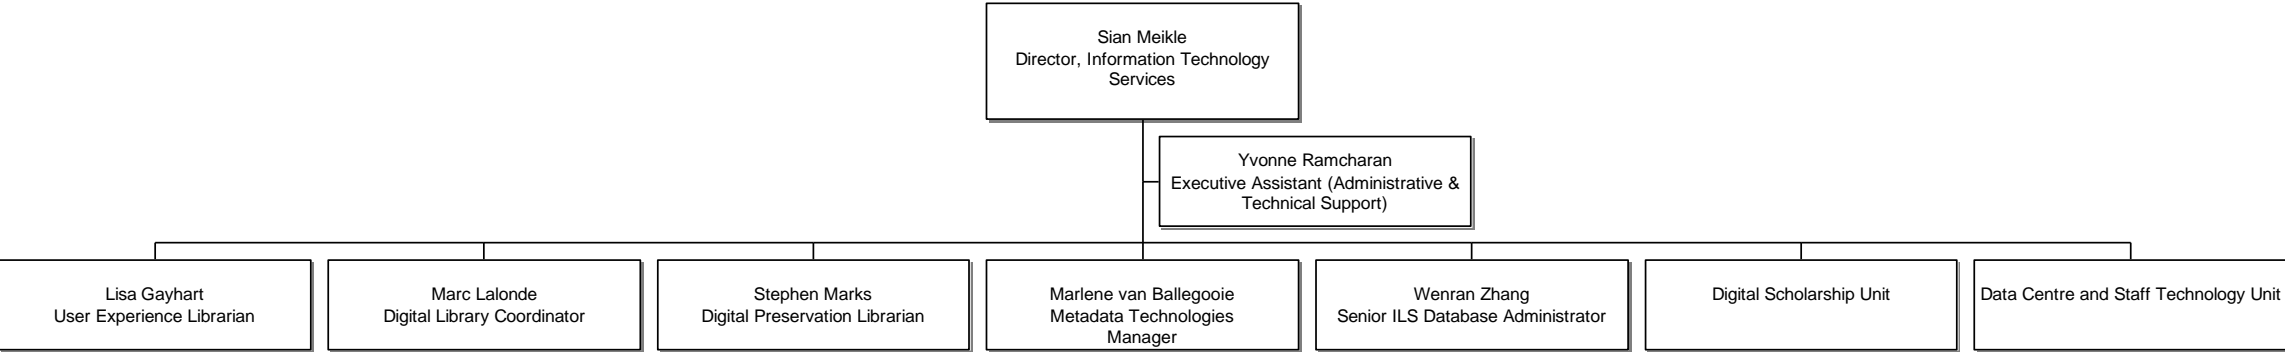 Sian Meikle
Director, Information Technology
Services
Yvonne Ramcharan
Executive Assistant (Administrative &
Technical Support)
Lisa Gayhart
User Experience Librarian
Marc Lalonde
Digital Library Coordinator
Stephen Marks
Digital Preservation Librarian
Marlene van Ballegooie
Metadata Technologies
Manager
Wenran Zhang
Senior ILS Database Administrator
Digital Scholarship Unit
Data Centre and Staff Technology Unit